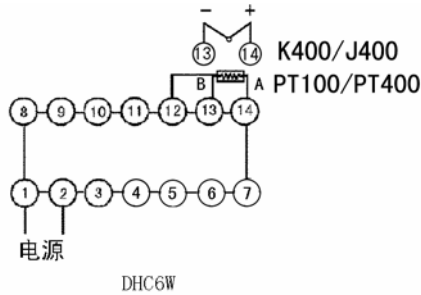 - +
13 14 K400/J400
B A PT100/PT400
8 9 10 11 12 13 14
1 2 3 4 5 6 7
电源
DHC6W